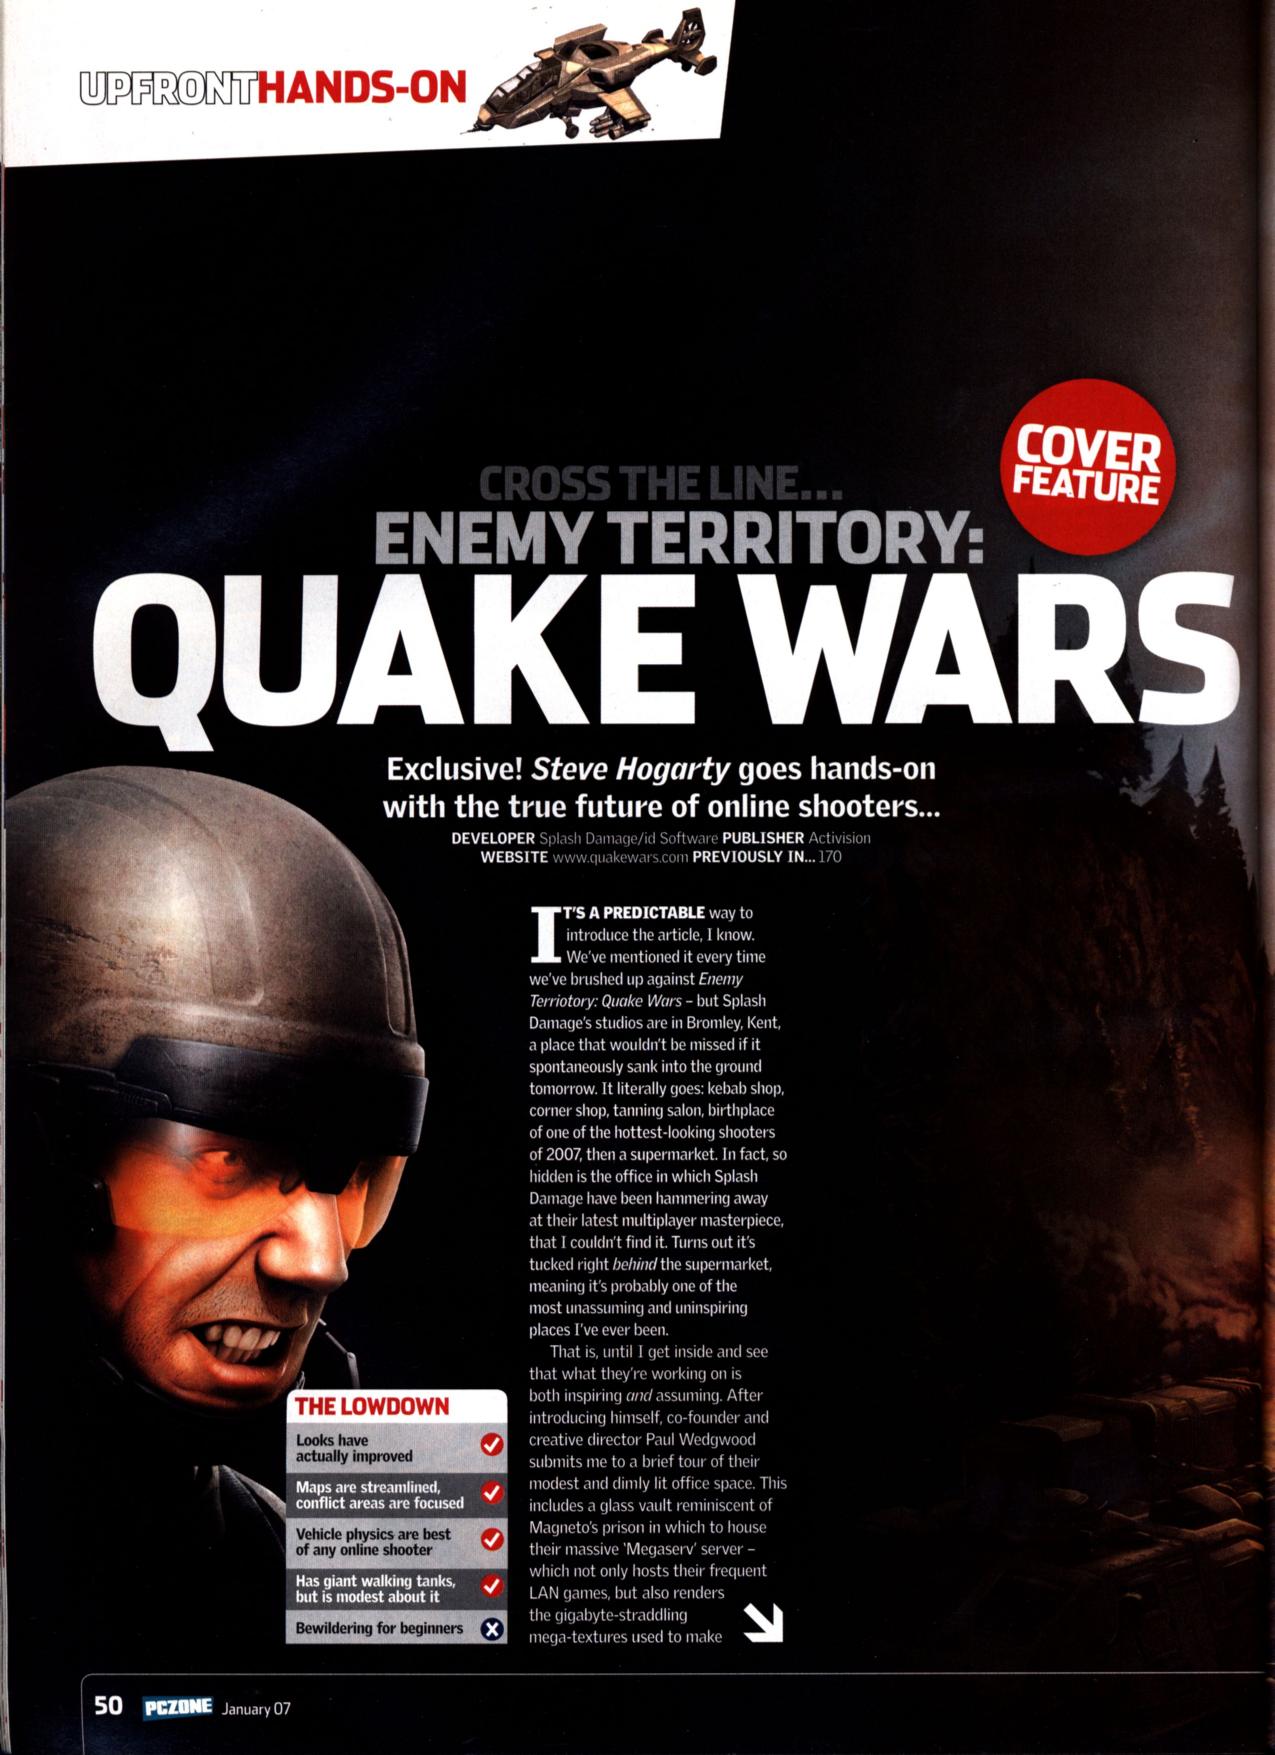 UPFRONTHANDS-ON
COVER
FEATURE
CROSS THE LINE...
ENEMY TERRITORY:
QUAKE WARS
Exclusive! Steve Hogarty goes hands-on
with the true future of online shooters...
DEVELOPER Splash Damage/id Software PUBLISHER Activision
WEBSITE www.quakewars.com PREVIOUSLY IN... 170
IT'S A PREDICTABLE way to
introduce the article, I know.
We've mentioned it every time
we've brushed up against Enemy
Terriotory: Quake Wars – but Splash
Damage's studios are in Bromley, Kent,
a place that wouldn't be missed if it
spontaneously sank into the ground
tomorrow. It literally goes: kebab shop,
corner shop, tanning salon, birthplace
of one of the hottest-looking shooters
of 2007, then a supermarket. In fact, so
hidden is the office in which Splash
Damage have been hammering away
at their latest multiplayer masterpiece,
that I couldn't find it. Turns out it's
tucked right behind the supermarket,
meaning it's probably one of the
most unassuming and uninspiring
places I've ever been.
That is, until I get inside and see
that what they're working on is
both inspiring and assuming. After
introducing himself, co-founder and
creative director Paul Wedgwood
submits me to a brief tour of their
modest and dimly lit office space. This
includes a glass vault reminiscent of
Magneto's prison in which to house
their massive 'Megaserv' server –
which not only hosts their frequent
LAN games, but also renders
the gigabyte-straddling
mega-textures used to make
THE LOWDOWN
Looks have
actually improved
Maps are streamlined,
conflict areas are focused
Vehicle physics are best
of any online shooter
Has giant walking tanks,
but is modest about it
Bewildering for beginners
50 PCZONE January 07